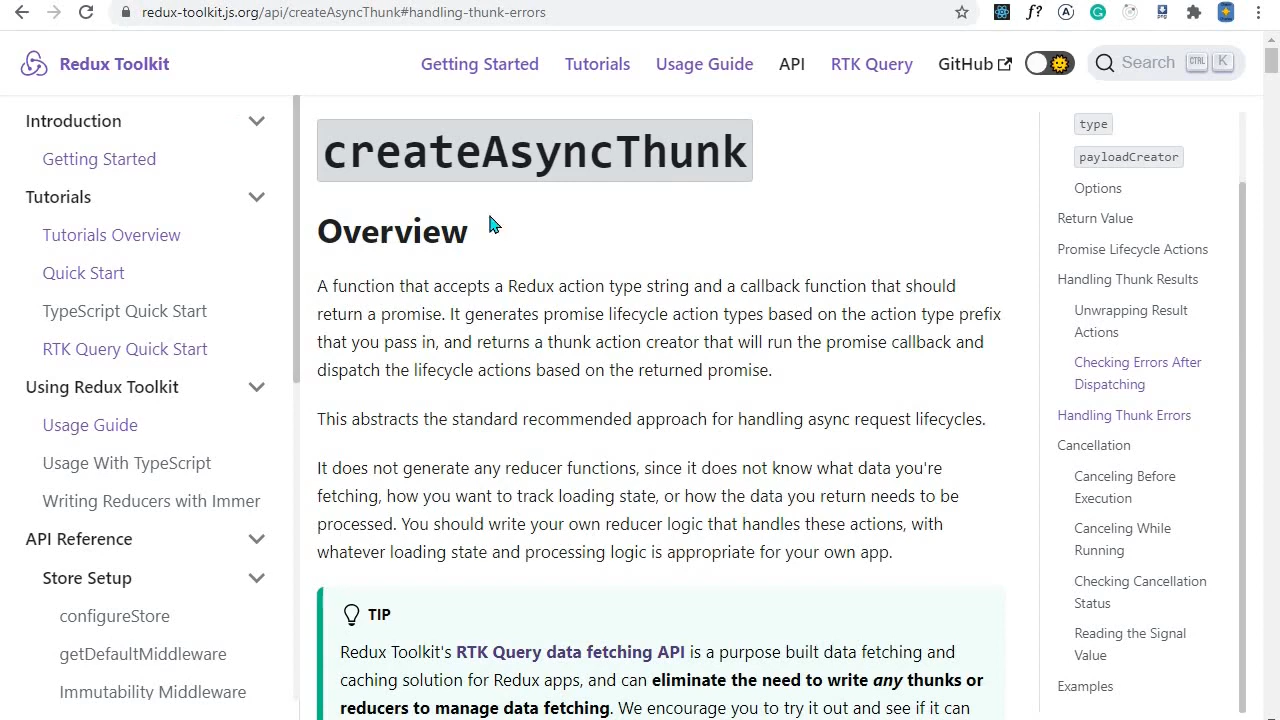 redux-toolkit.js.org/api/createAsyncThunk#handling-thunk-errors
f?
Redux Toolkit
Getting Started
Tutorials
Usage Guide
API
RTK Query
GitHub
Search
CTRL
K
Introduction
Getting Started
Tutorials
Tutorials Overview
Quick Start
TypeScript Quick Start
RTK Query Quick Start
Using Redux Toolkit
Usage Guide
Usage With TypeScript
Writing Reducers with Immer
API Reference
Store Setup
configureStore
getDefaultMiddleware
Immutability Middleware
createAsyncThunk
Overview
A function that accepts a Redux action type string and a callback function that should
return a promise. It generates promise lifecycle action types based on the action type prefix
that you pass in, and returns a thunk action creator that will run the promise callback and
dispatch the lifecycle actions based on the returned promise.
This abstracts the standard recommended approach for handling async request lifecycles.
It does not generate any reducer functions, since it does not know what data you're
fetching, how you want to track loading state, or how the data you return needs to be
processed. You should write your own reducer logic that handles these actions, with
whatever loading state and processing logic is appropriate for your own app.
TIP
Redux Toolkit's RTK Query data fetching API is a purpose built data fetching and
caching solution for Redux apps, and can eliminate the need to write any thunks or
reducers to manage data fetching. We encourage you to try it out and see if it can
type
payloadCreator
Options
Return Value
Promise Lifecycle Actions
Handling Thunk Results
Unwrapping Result
Actions
Checking Errors After
Dispatching
Handling Thunk Errors
Cancellation
Canceling Before
Execution
Canceling While
Running
Checking Cancellation
Status
Reading the Signal
Value
Examples